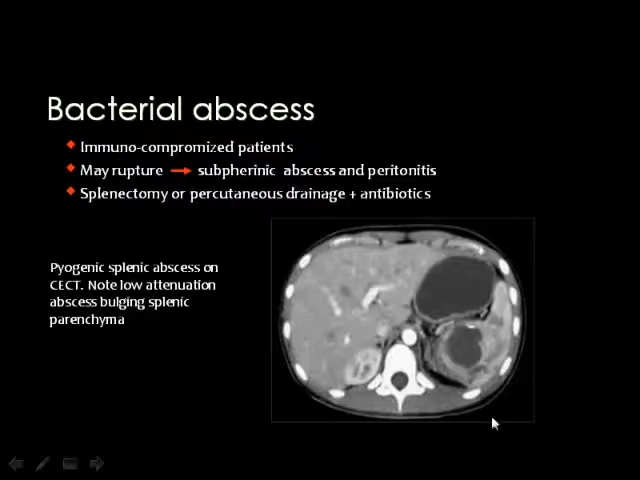 Bacterial abscess
Immuno-compromized patients
May rupture → subpherinic abscess and peritonitis
Splenectomy or percutaneous drainage + antibiotics
Pyogenic splenic abscess on
CECT. Note low attenuation
abscess bulging splenic
parenchyma